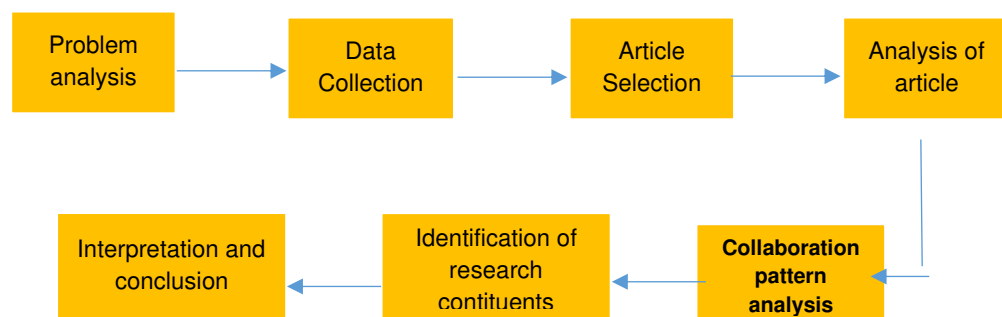 Problem
analysis
Data
Collection
Article
Selection
Analysis of
article
Collaboration
pattern
analysis
Identification of
research
contituents
Interpretation and
conclusion